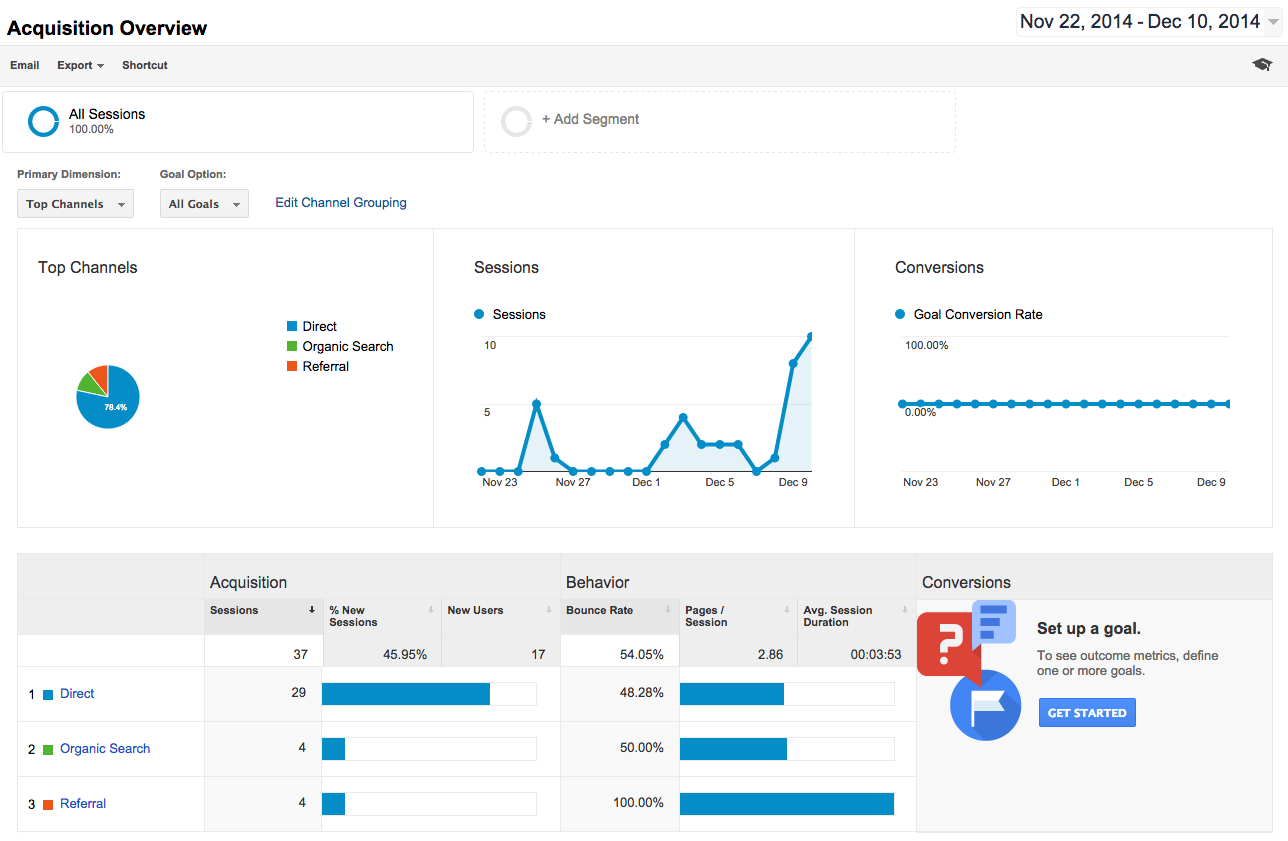 Acquisition Overview
Nov 22, 2014 - Dec 10, 2014
Email Export Shortcut
All Sessions
100.00%
+ Add Segment
Primary Dimension: Goal Option:
Top Channels All Goals Edit Channel Grouping
Top Channels
Direct
Organic Search
Referral
78.4%
Sessions
Sessions
10
5
Nov 23 Nov 27 Dec 1 Dec 5 Dec 9
Conversions
Goal Conversion Rate
100.00%
0.00%
Nov 23 Nov 27 Dec 1 Dec 5 Dec 9
Acquisition Behavior Conversions
Sessions % New Sessions New Users Bounce Rate Pages / Session Avg. Session Duration
37 45.95% 17 54.05% 2.86 00:03:53
1 Direct 29 48.28%
2 Organic Search 4 50.00%
3 Referral 4 100.00%
?
Set up a goal.
To see outcome metrics, define
one or more goals.
GET STARTED